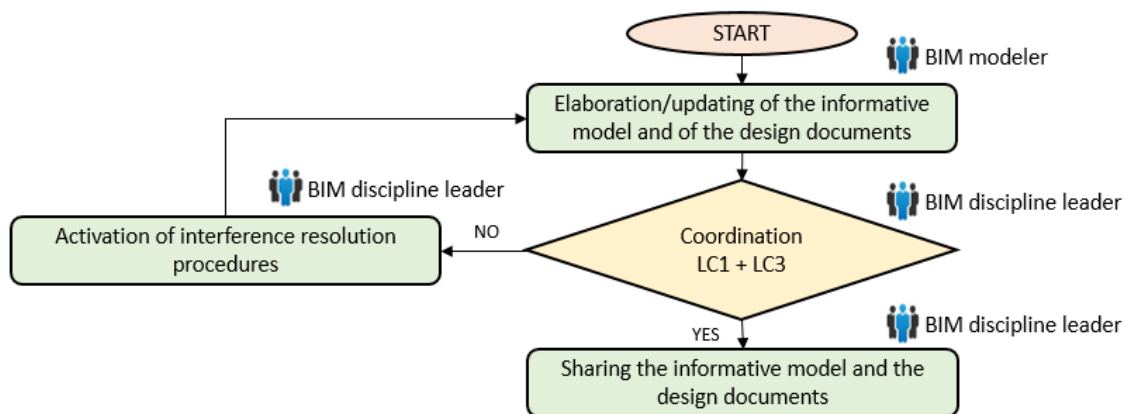 START
BIM modeler
Elaboration/updating of the informative
model and of the design documents
BIM discipline leader
BIM discipline leader
Activation of interference resolution
procedures
NO
Coordination
LC1 + LC3
BIM discipline leader
YES
Sharing the informative model and the
design documents